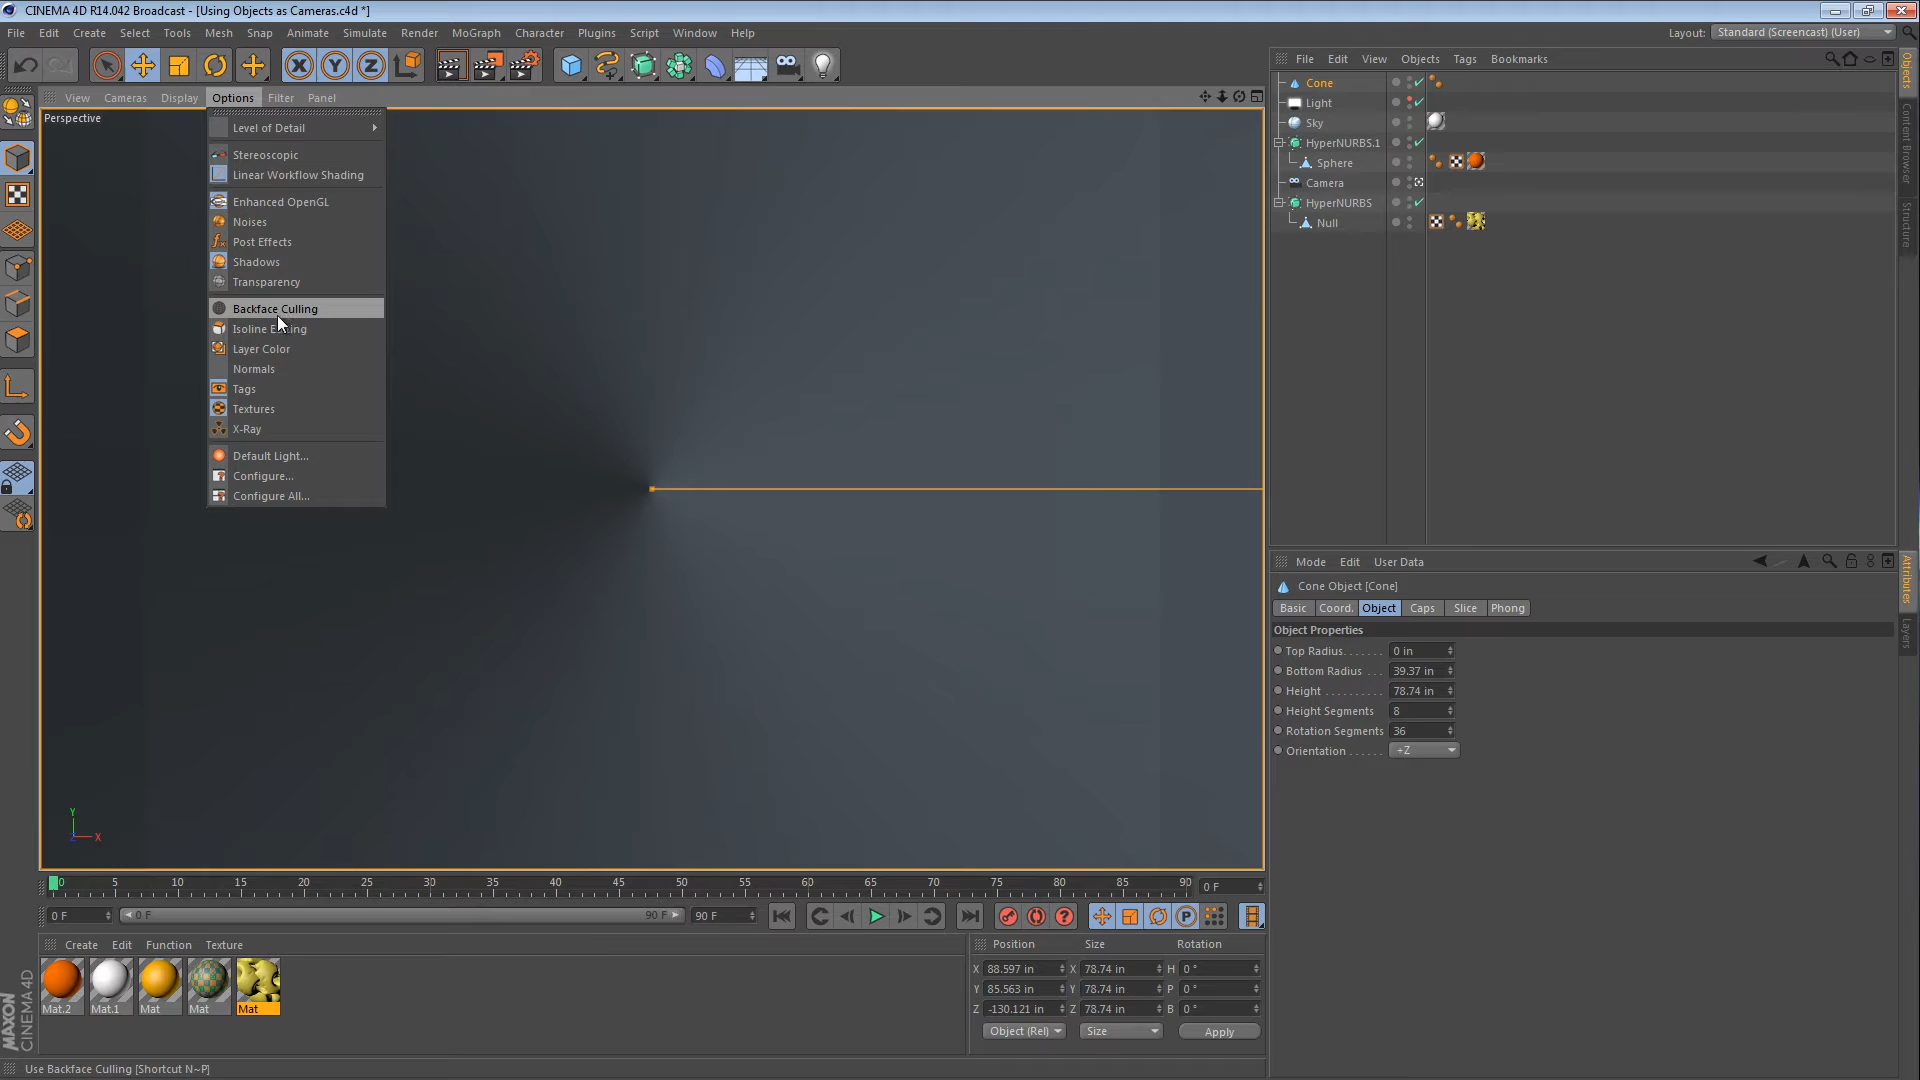 CINEMA 4D R14.042 Broadcast - [Using Objects as Cameras.c4d *]
File Edit Create Select Tools Mesh Snap Animate Simulate Render MoGraph Character Plugins Script Window Help
Layout: Standard (Screencast) (User)
View Cameras Display Options Filter Panel
Perspective
Level of Detail
Stereoscopic
Linear Workflow Shading
Enhanced OpenGL
Noises
Post Effects
Shadows
Transparency
Backface Culling
Isoline
Layer Color
Normals
Tags
Textures
X-Ray
Default Light...
Configure...
Configure All...
Y
X
File Edit View Objects Tags Bookmarks
Cone
Light
Sky
HyperNURBS.1
Sphere
Camera
HyperNURBS
Null
Objects
Content Browser
Structure
Mode Edit User Data
Cone Object [Cone]
Basic Coord. Object Caps Slice Phong
Object Properties
Top Radius 0 in
Bottom Radius 39.37 in
Height 78.74 in
Height Segments 8
Rotation Segments 36
Orientation +Z
Attributes
Layers
0 5 10 15 20 25 30 35 40 45 50 55 60 65 70 75 80 85 90 0 F
0 F 0 F 90 F 90 F
P
Create Edit Function Texture
Mat.2 Mat.1 Mat Mat Mat
MAXON
CINEMA 4D
Position Size Rotation
X 88.597 in X 78.74 in H 0 °
Y 85.563 in Y 78.74 in P 0 °
Z -130.121 in Z 78.74 in B 0 °
Object (Rel) Size Apply
Use Backface Culling [Shortcut N~P]